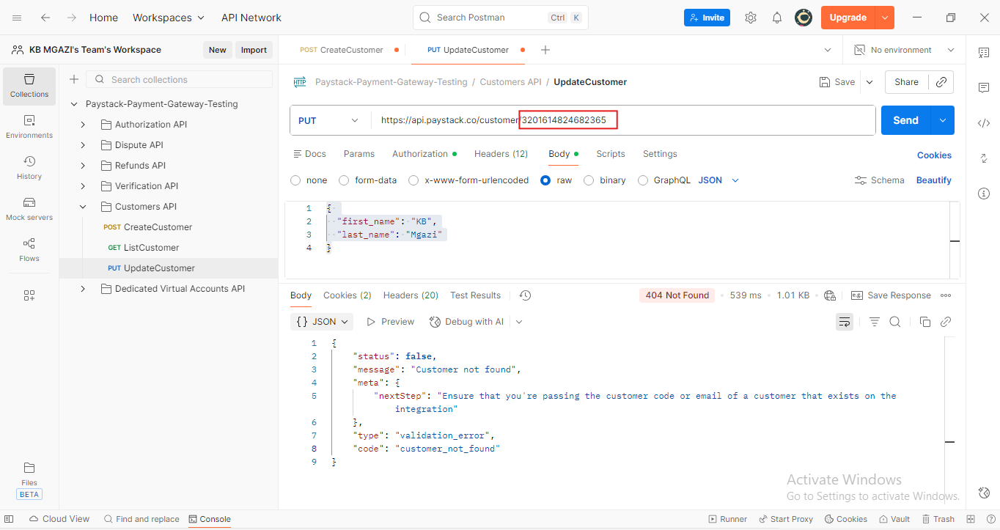 Home Workspaces API Network Search Postman Ctrl K Invite Upgrade
KB MGAZI's Team's Workspace New Import POST CreateCustomer PUT UpdateCustomer No environment
Collections
Environments
History
Mock servers
Flows
Files
BETA
Search collections
Paystack-Payment-Gateway-Testing
Authorization API
Dispute API
Refunds API
Verification API
Customers API
POST CreateCustomer
GET ListCustomer
PUT UpdateCustomer
Dedicated Virtual Accounts API
HTTP Paystack-Payment-Gateway-Testing / Customers API / UpdateCustomer Save Share
PUT https://api.paystack.co/customer/3201614824682365 Send
Docs Params Authorization Headers (12) Body Scripts Settings Cookies
none form-data x-www-form-urlencoded raw binary GraphQL JSON Schema Beautify
1 {
2 "first_name": "KB",
3 "last_name": "Mgazi"
4 }
Body Cookies (2) Headers (20) Test Results 404 Not Found 539 ms 1.01 KB e.g. Save Response
{} JSON Preview Debug with AI
1 {
2 "status": false,
3 "message": "Customer not found",
4 "meta": {
5 "nextStep": "Ensure that you're passing the customer code or email of a customer that exists on the
integration"
6 },
7 "type": "validation_error",
8 "code": "customer_not_found"
9 }
Activate Windows
Go to Settings to activate Windows.
Cloud View Find and replace Console Runner Start Proxy Cookies Vault Trash